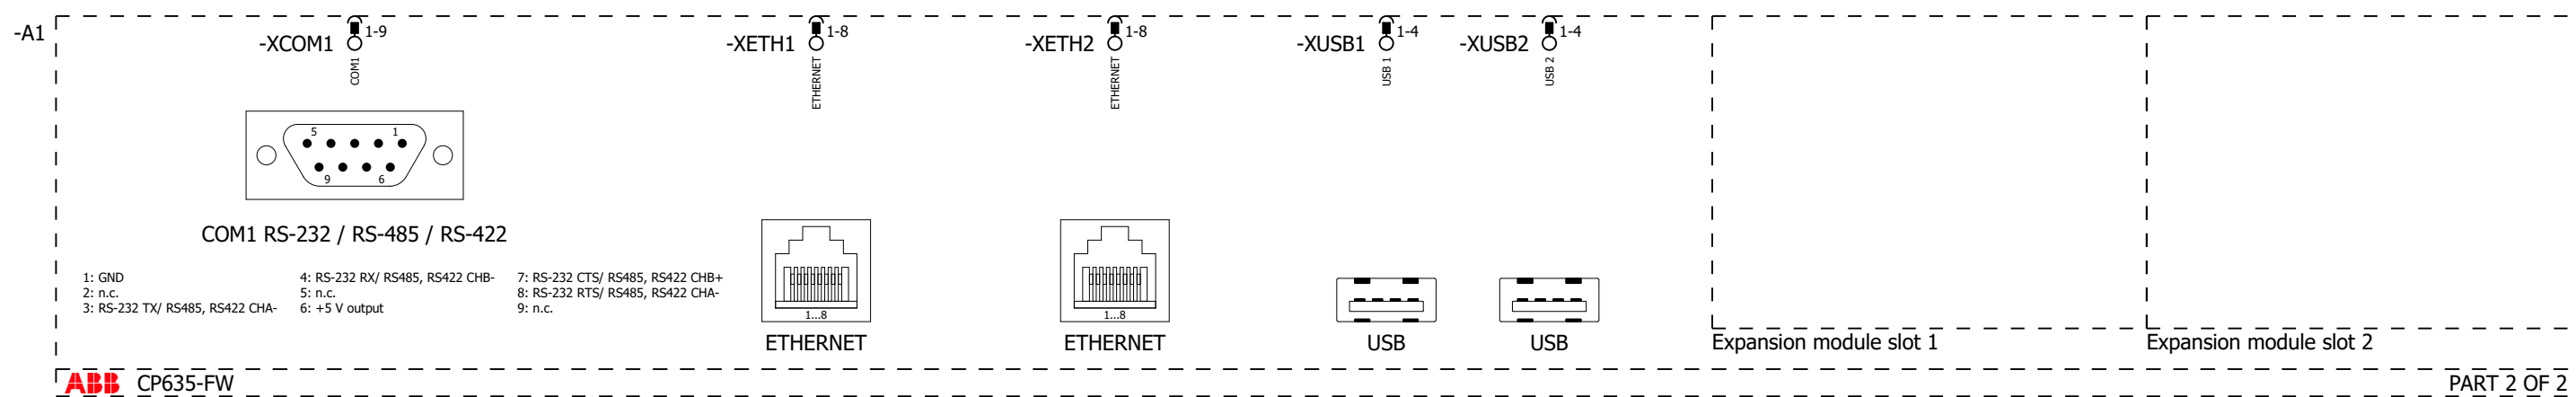 -A1
-XCOM1
1-9
COM1
-XETH1
1-8
ETHERNET
-XETH2
1-8
ETHERNET
-XUSB1
1-4
USB 1
-XUSB2
1-4
USB 2
5 1
9 6
COM1 RS-232 / RS-485 / RS-422
1: GND
2: n.c.
3: RS-232 TX/ RS485, RS422 CHA-
4: RS-232 RX/ RS485, RS422 CHB-
5: n.c.
6: +5 V output
7: RS-232 CTS/ RS485, RS422 CHB+
8: RS-232 RTS/ RS485, RS422 CHA-
9: n.c.
1...8
ETHERNET
1...8
ETHERNET
USB
USB
Expansion module slot 1
Expansion module slot 2
ABB CP635-FW
PART 2 OF 2